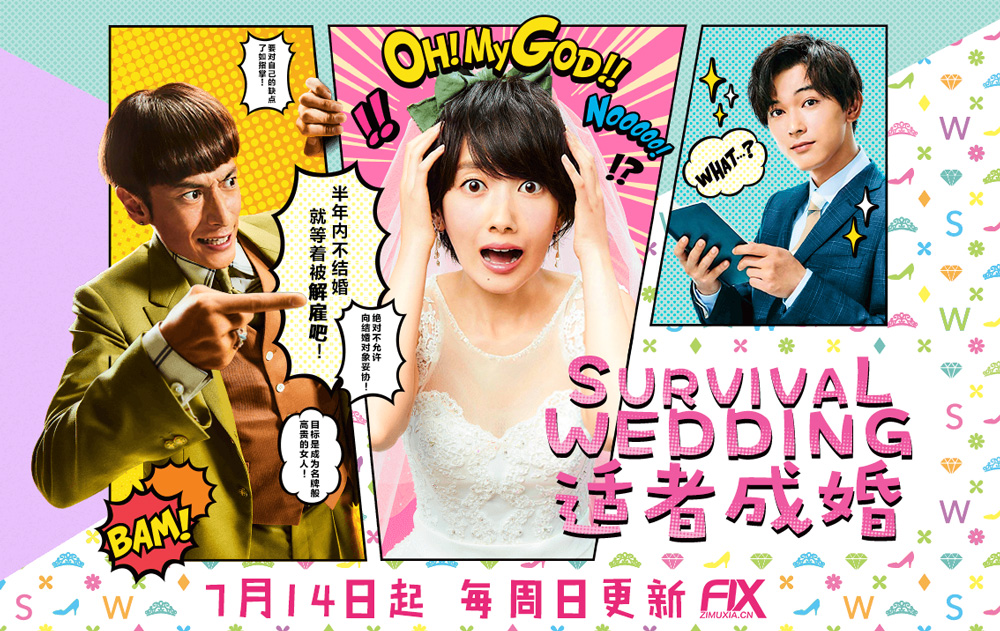 要对自己的缺点
了如指掌！
OH! MY GOD!!
!!
NOOOOO!
!?
WHAT...?
半年内不结婚
就等着被解雇吧！
绝对不允许
向结婚对象妥协！
目标是成为名牌般
高贵的女人！
BAM!
SURVIVAL
WEDDING
适者成婚
7月14日起 每周日更新 FIX
ZIMUXIA.CN
W
S
W
S
W
S
W
S
W
S
W